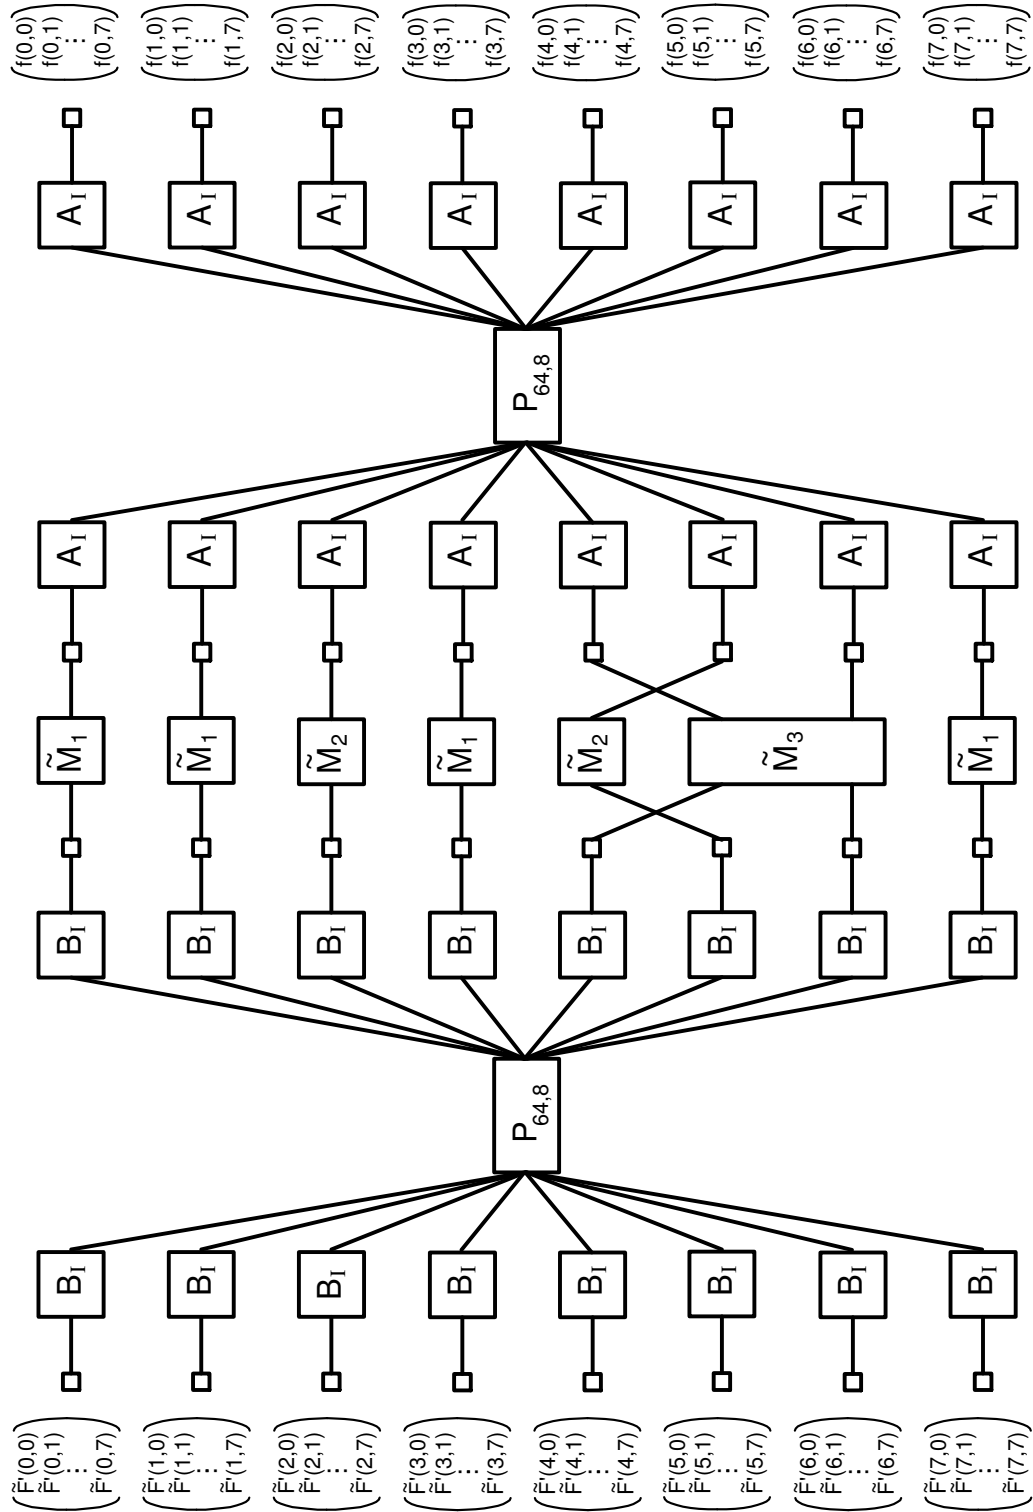 F̃'(0,0)
F̃'(0,1)
⋮
F̃'(0,7)
F̃'(1,0)
F̃'(1,1)
⋮
F̃'(1,7)
F̃'(2,0)
F̃'(2,1)
⋮
F̃'(2,7)
F̃'(3,0)
F̃'(3,1)
⋮
F̃'(3,7)
F̃'(4,0)
F̃'(4,1)
⋮
F̃'(4,7)
F̃'(5,0)
F̃'(5,1)
⋮
F̃'(5,7)
F̃'(6,0)
F̃'(6,1)
⋮
F̃'(6,7)
F̃'(7,0)
F̃'(7,1)
⋮
F̃'(7,7)
B_I
B_I
B_I
B_I
B_I
B_I
B_I
B_I
P_64,8
B_I
B_I
B_I
B_I
B_I
B_I
B_I
B_I
M̃_1
M̃_1
M̃_2
M̃_1
M̃_2
M̃_3
M̃_1
A_I
A_I
A_I
A_I
A_I
A_I
A_I
A_I
P_64,8
A_I
A_I
A_I
A_I
A_I
A_I
A_I
A_I
f(0,0)
f(0,1)
⋮
f(0,7)
f(1,0)
f(1,1)
⋮
f(1,7)
f(2,0)
f(2,1)
⋮
f(2,7)
f(3,0)
f(3,1)
⋮
f(3,7)
f(4,0)
f(4,1)
⋮
f(4,7)
f(5,0)
f(5,1)
⋮
f(5,7)
f(6,0)
f(6,1)
⋮
f(6,7)
f(7,0)
f(7,1)
⋮
f(7,7)